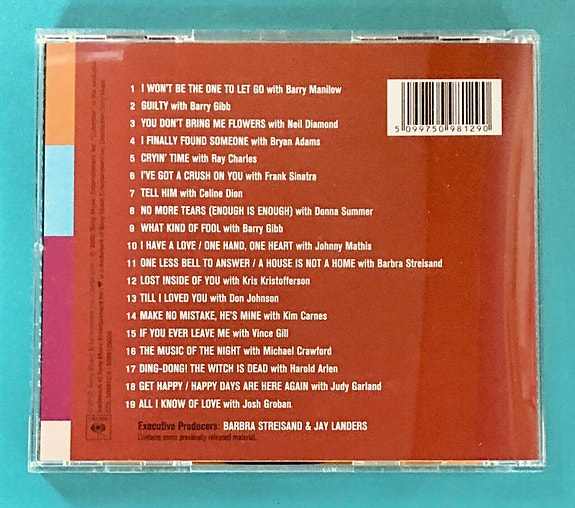 1 I WON'T BE THE ONE TO LET GO with Barry Manilow
2 GUILTY with Barry Gibb
3 YOU DON'T BRING ME FLOWERS with Neil Diamond
4 I FINALLY FOUND SOMEONE with Bryan Adams
5 CRYIN' TIME with Ray Charles
6 I'VE GOT A CRUSH ON YOU with Frank Sinatra
7 TELL HIM with Celine Dion
8 NO MORE TEARS (ENOUGH IS ENOUGH) with Donna Summer
9 WHAT KIND OF FOOL with Barry Gibb
10 I HAVE A LOVE / ONE HAND, ONE HEART with Johnny Mathis
11 ONE LESS BELL TO ANSWER / A HOUSE IS NOT A HOME with Barbra Streisand
12 LOST INSIDE OF YOU with Kris Kristofferson
13 TILL I LOVED YOU with Don Johnson
14 MAKE NO MISTAKE, HE'S MINE with Kim Carnes
15 IF YOU EVER LEAVE ME with Vince Gill
16 THE MUSIC OF THE NIGHT with Michael Crawford
17 DING-DONG! THE WITCH IS DEAD with Harold Arlen
18 GET HAPPY / HAPPY DAYS ARE HERE AGAIN with Judy Garland
19 ALL I KNOW OF LOVE with Josh Groban
Executive Producers: BARBRA STREISAND & JAY LANDERS
Contains some previously released material.
5 099750 981290